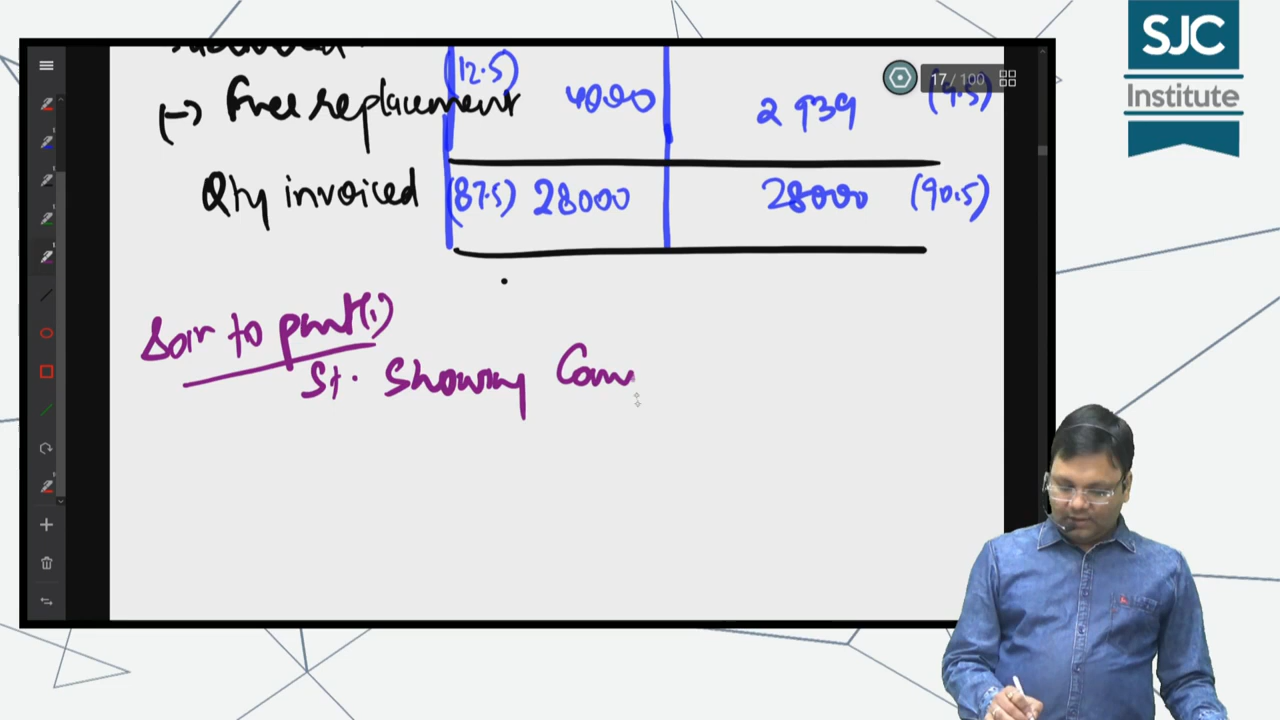 SJC
Institute
17 / 100
(12.5)
(-) Free replacement 4000 2939 (9.5)
Qty invoiced (87.5) 28000 28000 (90.5)
Soln to part(i)
St. Showing Com